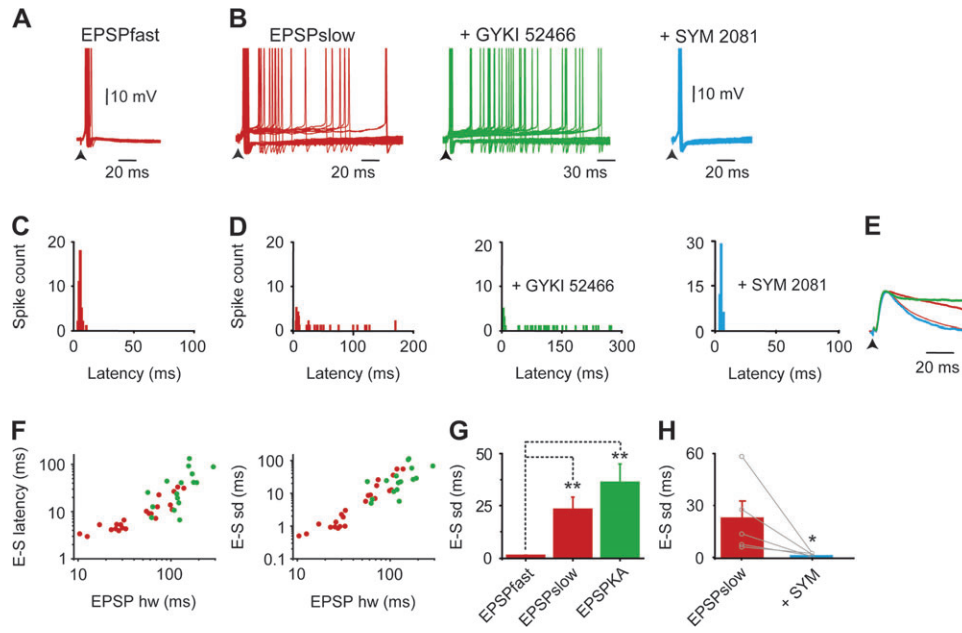 A
B
EPSPfast
EPSPslow
+ GYKI 52466
+ SYM 2081
10 mV
10 mV
20 ms
20 ms
30 ms
20 ms
C
D
E
Spike count
20
10
0
0
50
100
Latency (ms)
Spike count
20
10
0
0
100
200
Latency (ms)
20
10
0
+ GYKI 52466
0
150
300
Latency (ms)
30
15
0
+ SYM 2081
0
50
100
Latency (ms)
20 ms
F
G
H
E-S latency (ms)
100
10
1
10
100
EPSP hw (ms)
E-S sd (ms)
100
10
1
0.1
10
100
EPSP hw (ms)
E-S sd (ms)
50
25
0
**
**
EPSPfast
EPSPslow
EPSPKA
E-S sd (ms)
60
30
0
*
EPSPslow
+ SYM